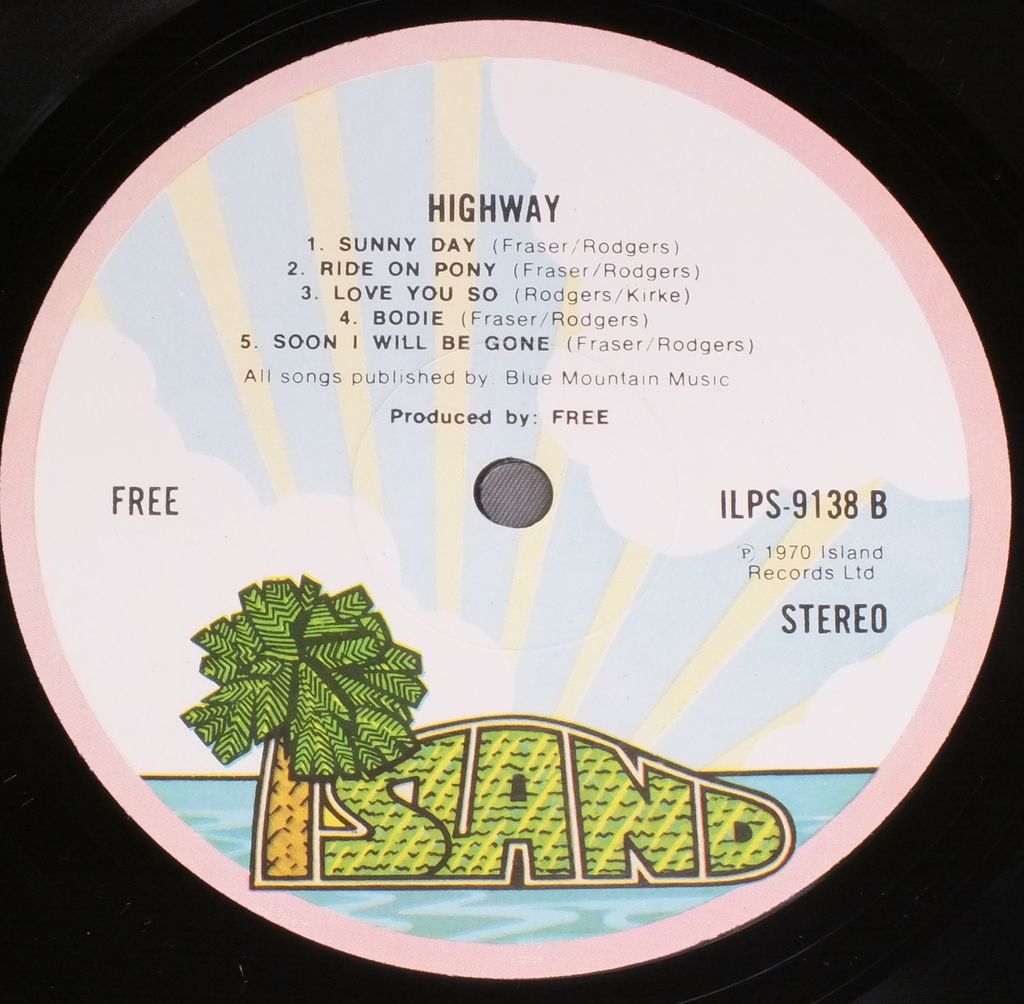 HIGHWAY
1. SUNNY DAY (Fraser/Rodgers)
2. RIDE ON PONY (Fraser/Rodgers)
3. LOVE YOU SO (Rodgers/Kirke)
4. BODIE (Fraser/Rodgers)
5. SOON I WILL BE GONE (Fraser/Rodgers)
All songs published by: Blue Mountain Music
Produced by: FREE
FREE
ILPS-9138 B
℗ 1970 Island
Records Ltd
STEREO
ISLAND